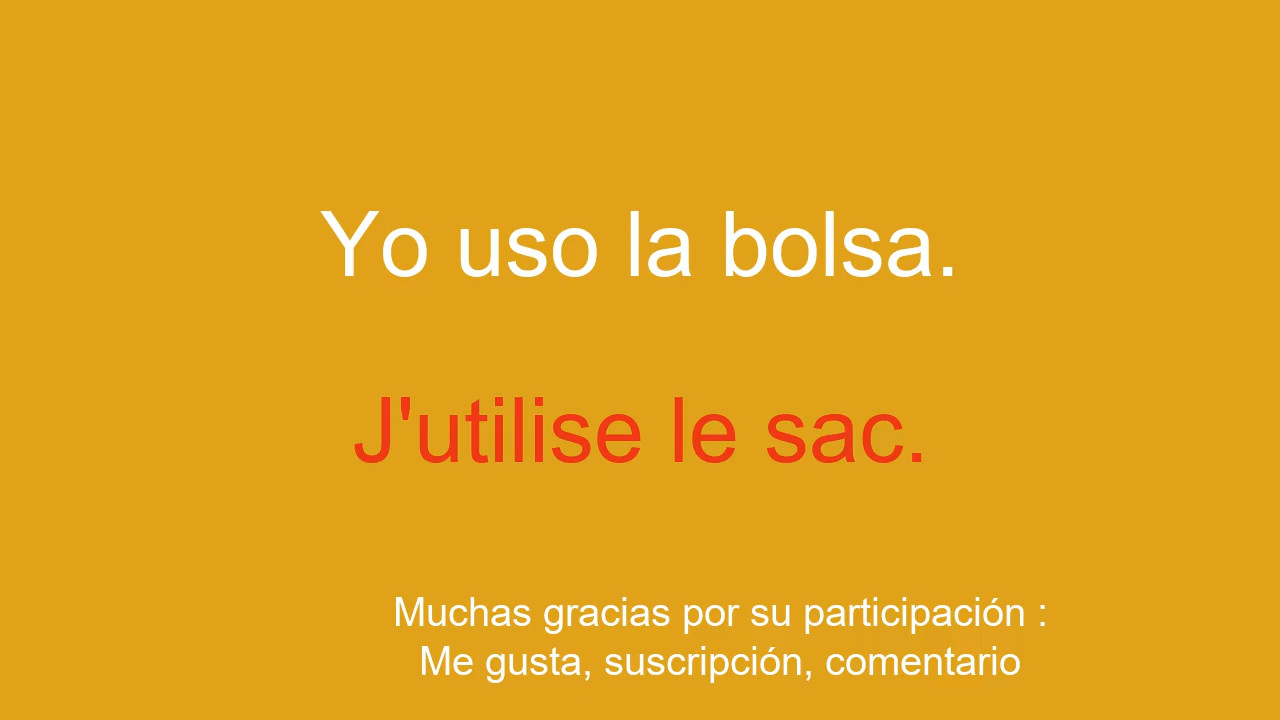 Yo uso la bolsa.
J'utilise le sac.
Muchas gracias por su participación :
Me gusta, suscripción, comentario